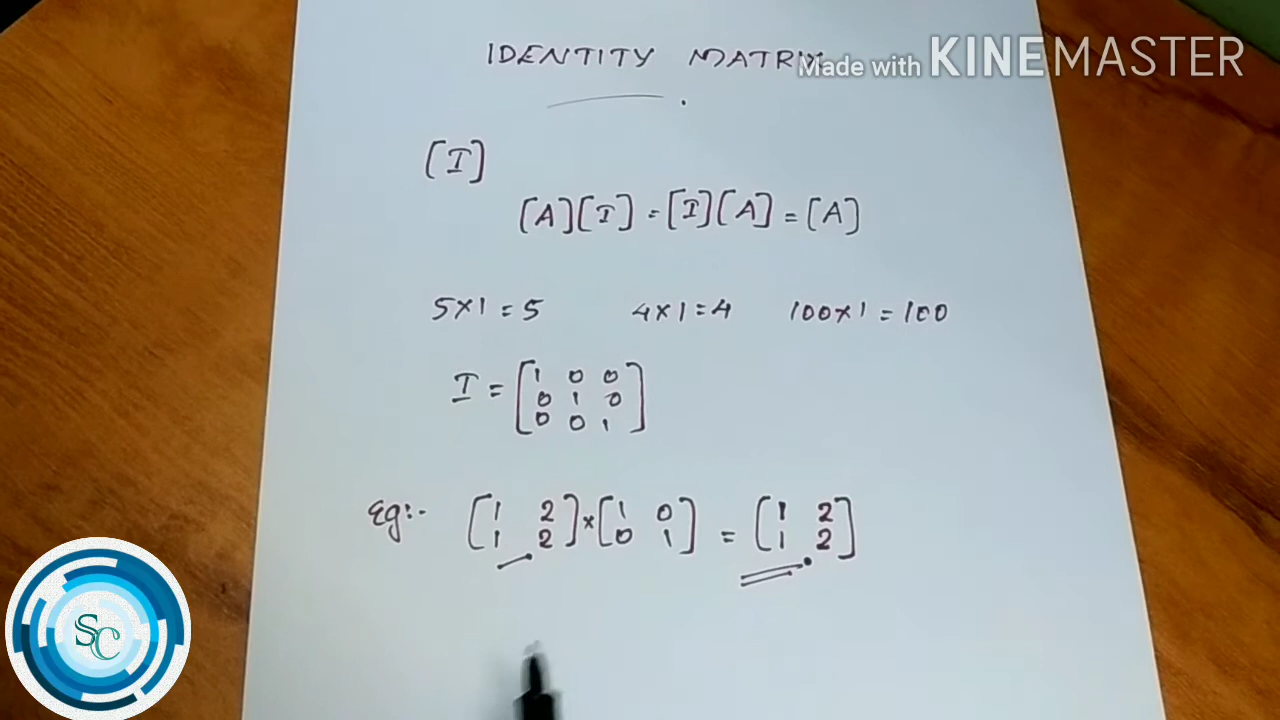 IDENTITY MATRIX
Made with KINEMASTER
[I]
[A][I] = [I][A] = [A]
5×1 = 5 4×1 = 4 100×1 = 100
I = [1 0 0
0 1 0
0 0 1]
Eg:- [1 2 × [1 0 = [1 2
1 2] 0 1] 1 2]
SC